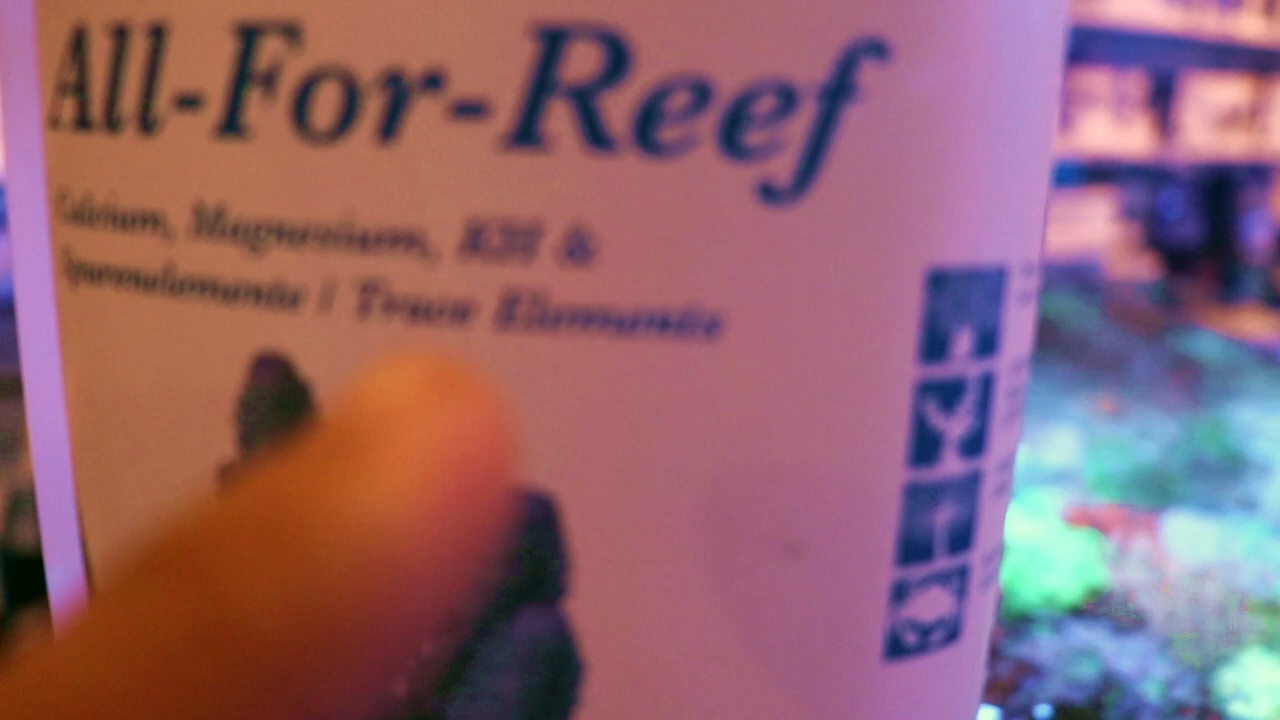 All-For-Reef
Calcium, Magnesium, KH &
Spurenelemente / Trace Elements